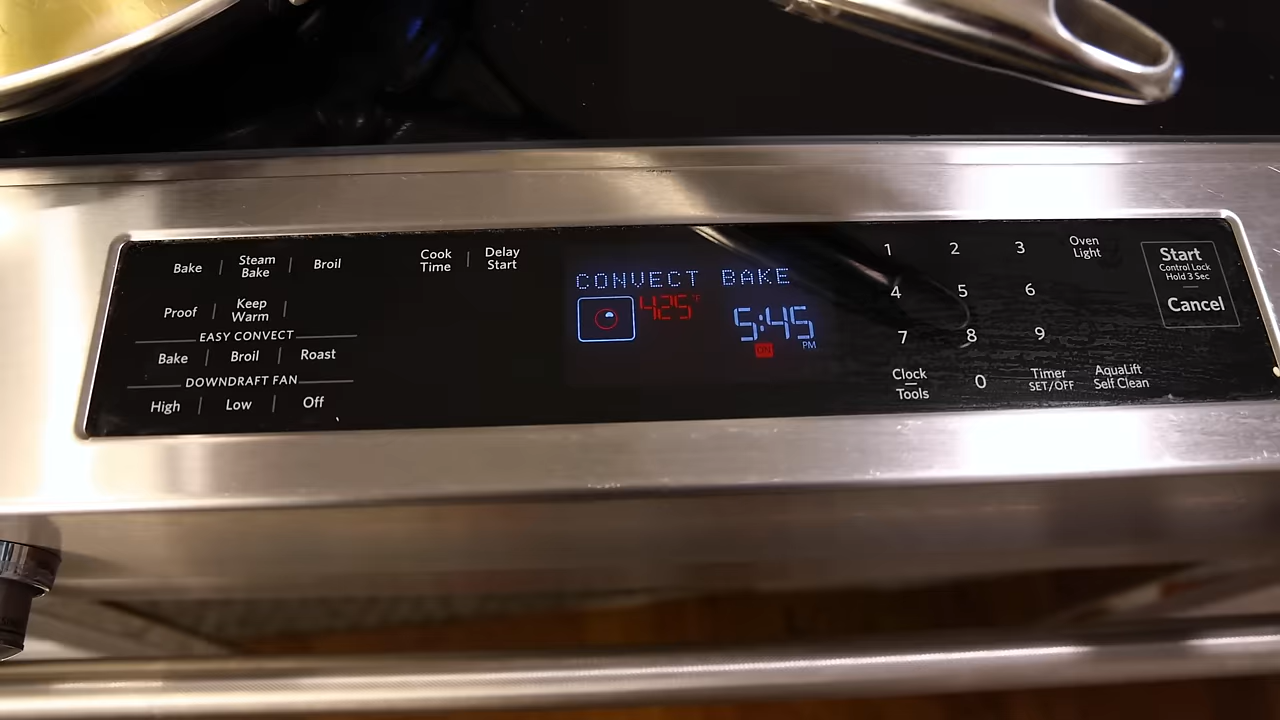 Bake | Steam Bake | Broil
Proof | Keep Warm |
EASY CONVECT
Bake | Broil | Roast
DOWNDRAFT FAN
High | Low | Off
Cook Time | Delay Start
CONVECT BAKE
425°F
5:45 PM
ON
1 2 3
4 5 6
7 8 9
0
Clock
Tools
Timer
SET/OFF
AquaLift
Self Clean
Oven
Light
Start
Control Lock
Hold 3 Sec
Cancel